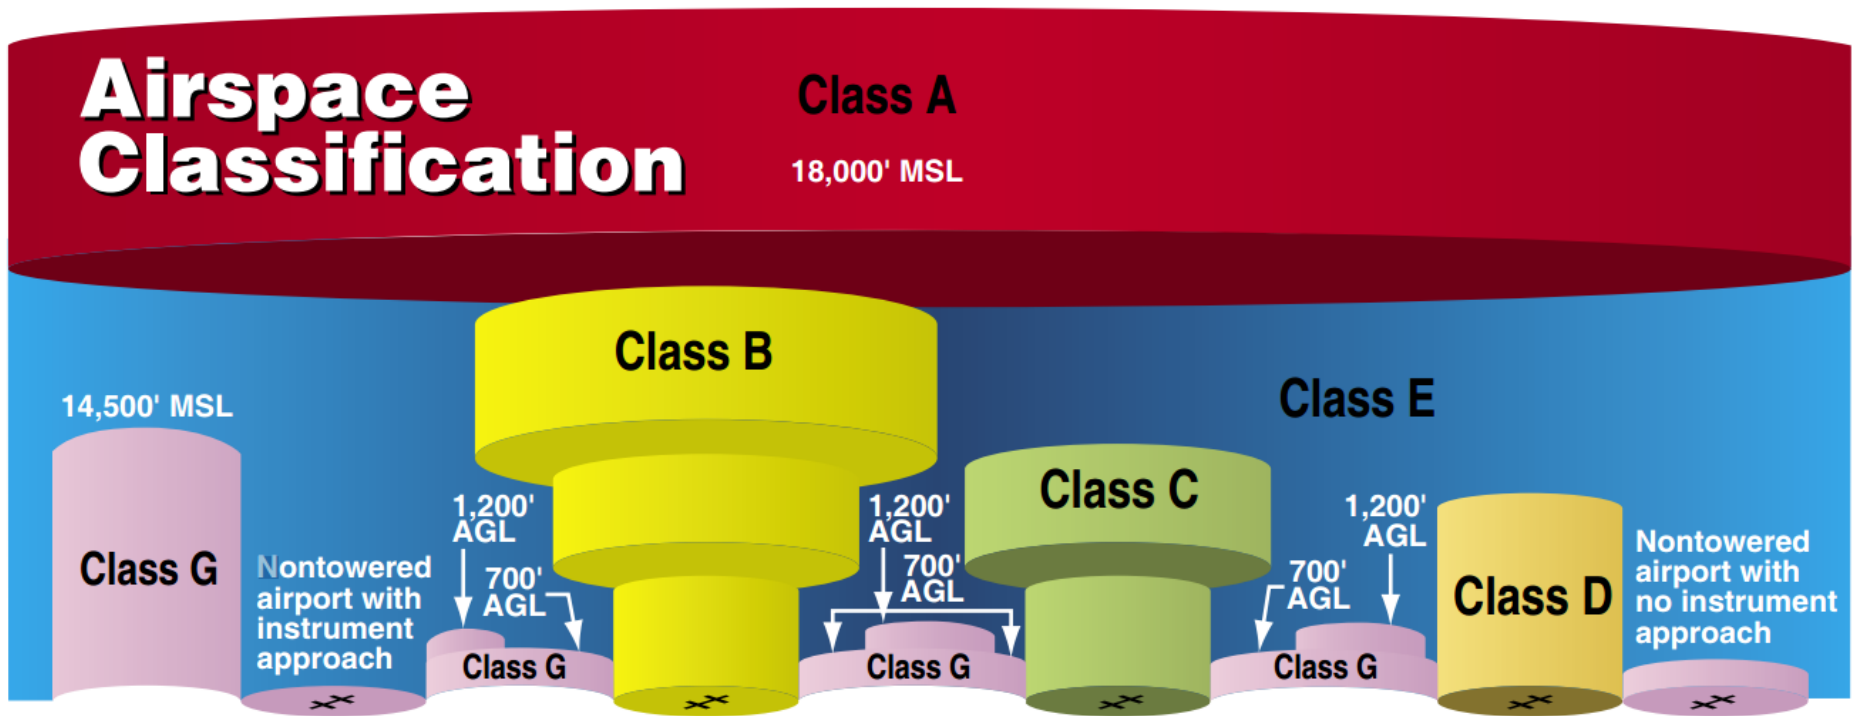 Airspace
Classification
Class A
18,000' MSL
Class B
Class E
14,500' MSL
Class C
1,200'
AGL
1,200'
AGL
1,200'
AGL
Class G
Nontowered
airport with
instrument
approach
700'
AGL
700'
AGL
700'
AGL
Class D
Nontowered
airport with
no instrument
approach
Class G
Class G
Class G